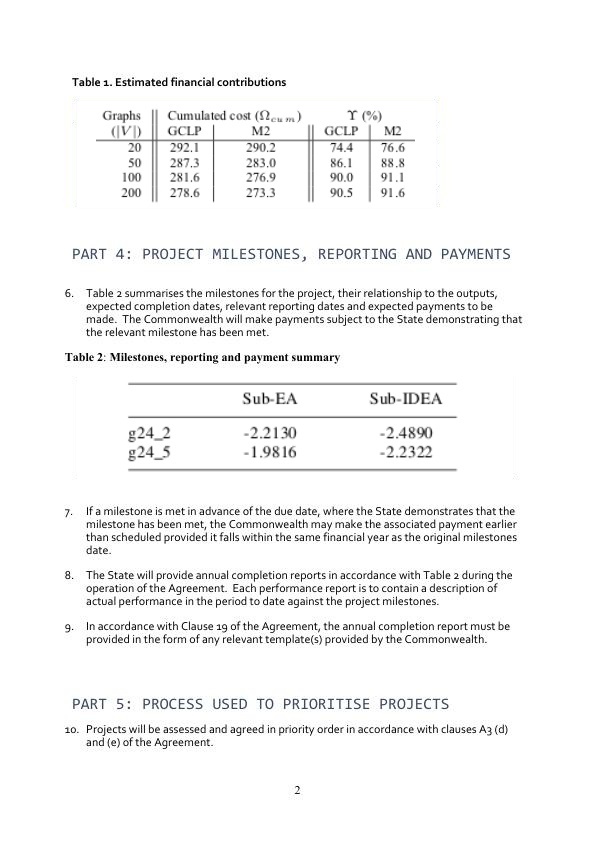 Table 1. Estimated financial contributions
Graphs Cumulated cost (Ω_cum) ϒ (%)
(|V|) GCLP M2 GCLP M2
20 292.1 290.2 74.4 76.6
50 287.3 283.0 86.1 88.8
100 281.6 276.9 90.0 91.1
200 278.6 273.3 90.5 91.6
PART 4: PROJECT MILESTONES, REPORTING AND PAYMENTS
6. Table 2 summarises the milestones for the project, their relationship to the outputs,
expected completion dates, relevant reporting dates and expected payments to be
made. The Commonwealth will make payments subject to the State demonstrating that
the relevant milestone has been met.
Table 2: Milestones, reporting and payment summary
Sub-EA Sub-IDEA
g24_2 -2.2130 -2.4890
g24_5 -1.9816 -2.2322
7. If a milestone is met in advance of the due date, where the State demonstrates that the
milestone has been met, the Commonwealth may make the associated payment earlier
than scheduled provided it falls within the same financial year as the original milestones
date.
8. The State will provide annual completion reports in accordance with Table 2 during the
operation of the Agreement. Each performance report is to contain a description of
actual performance in the period to date against the project milestones.
9. In accordance with Clause 19 of the Agreement, the annual completion report must be
provided in the form of any relevant template(s) provided by the Commonwealth.
PART 5: PROCESS USED TO PRIORITISE PROJECTS
10. Projects will be assessed and agreed in priority order in accordance with clauses A3 (d)
and (e) of the Agreement.
2